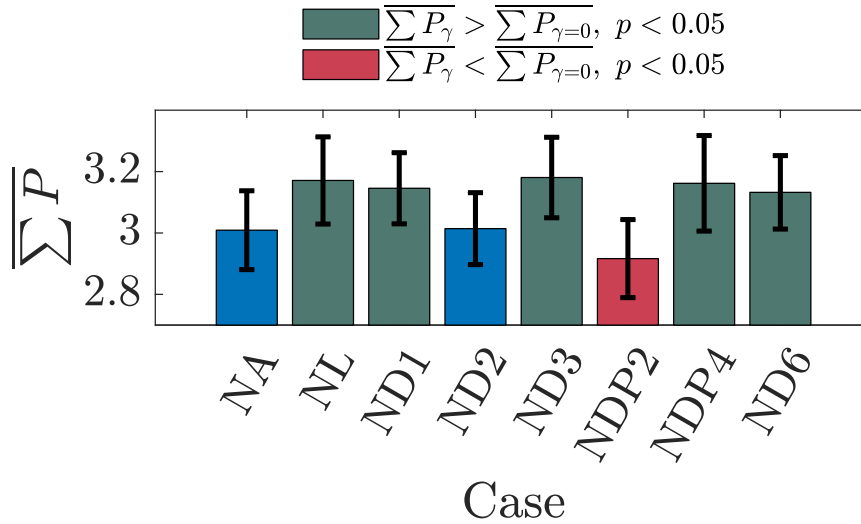 $\overline{\sum P_\gamma} > \overline{\sum P_{\gamma=0}},\ p < 0.05$
$\overline{\sum P_\gamma} < \overline{\sum P_{\gamma=0}},\ p < 0.05$
$\overline{\sum P}$
3.2
3
2.8
NA NL ND1 ND2 ND3 NDP2 NDP4 ND6
Case